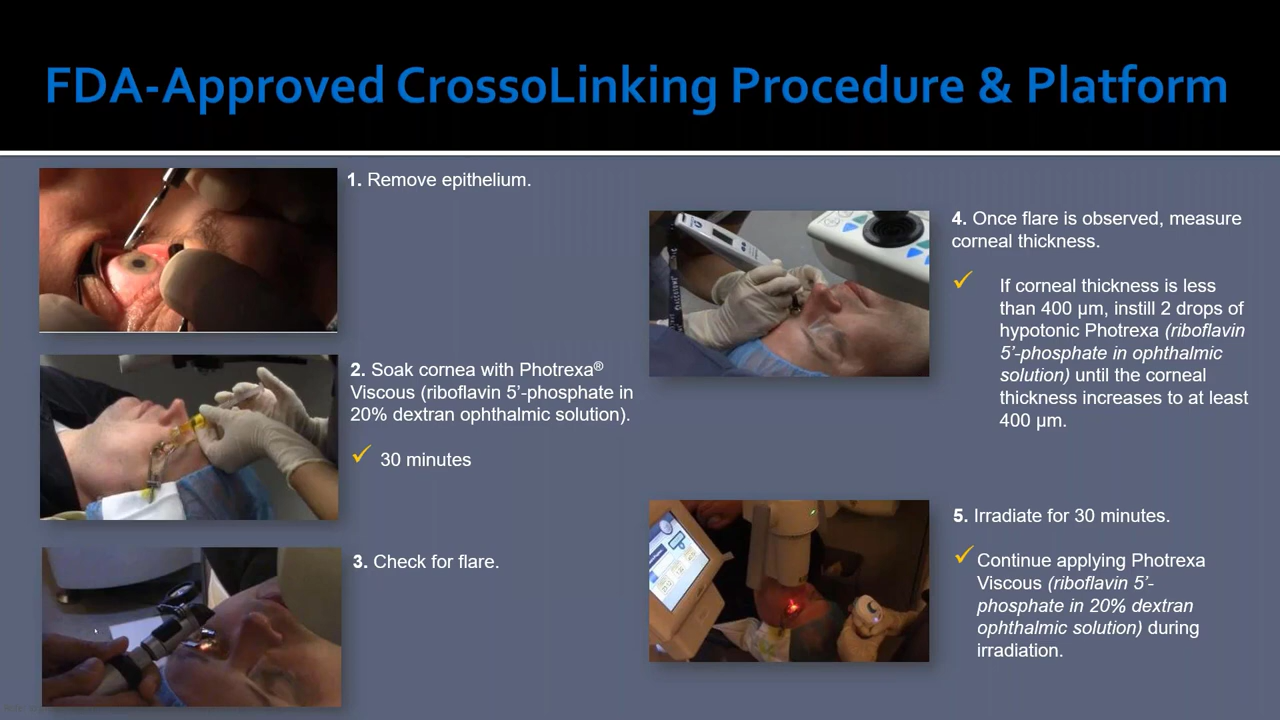 FDA-Approved CrossoLinking Procedure & Platform
1. Remove epithelium.
2. Soak cornea with Photrexa®
Viscous (riboflavin 5’-phosphate in
20% dextran ophthalmic solution).
✓ 30 minutes
3. Check for flare.
4. Once flare is observed, measure
corneal thickness.
✓ If corneal thickness is less
than 400 µm, instill 2 drops of
hypotonic Photrexa (riboflavin
5’-phosphate in ophthalmic
solution) until the corneal
thickness increases to at least
400 µm.
5. Irradiate for 30 minutes.
✓ Continue applying Photrexa
Viscous (riboflavin 5’-
phosphate in 20% dextran
ophthalmic solution) during
irradiation.